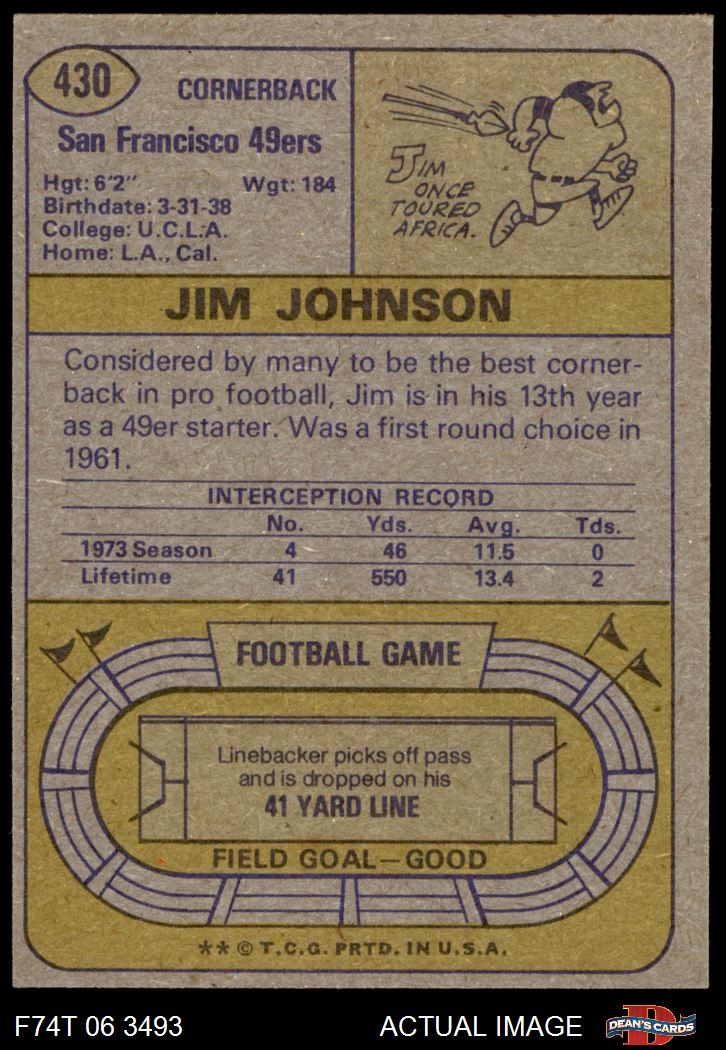 430
CORNERBACK
San Francisco 49ers
Hgt: 6'2" Wgt: 184
Birthdate: 3-31-38
College: U.C.L.A.
Home: L.A., Cal.
JIM
ONCE
TOURED
AFRICA.
JIM JOHNSON
Considered by many to be the best corner-
back in pro football, Jim is in his 13th year
as a 49er starter. Was a first round choice in
1961.
INTERCEPTION RECORD
No. Yds. Avg. Tds.
1973 Season 4 46 11.5 0
Lifetime 41 550 13.4 2
FOOTBALL GAME
Linebacker picks off pass
and is dropped on his
41 YARD LINE
FIELD GOAL—GOOD
** © T.C.G. PRTD. IN U.S.A.
F74T 06 3493 ACTUAL IMAGE
D
DEAN'S CARDS